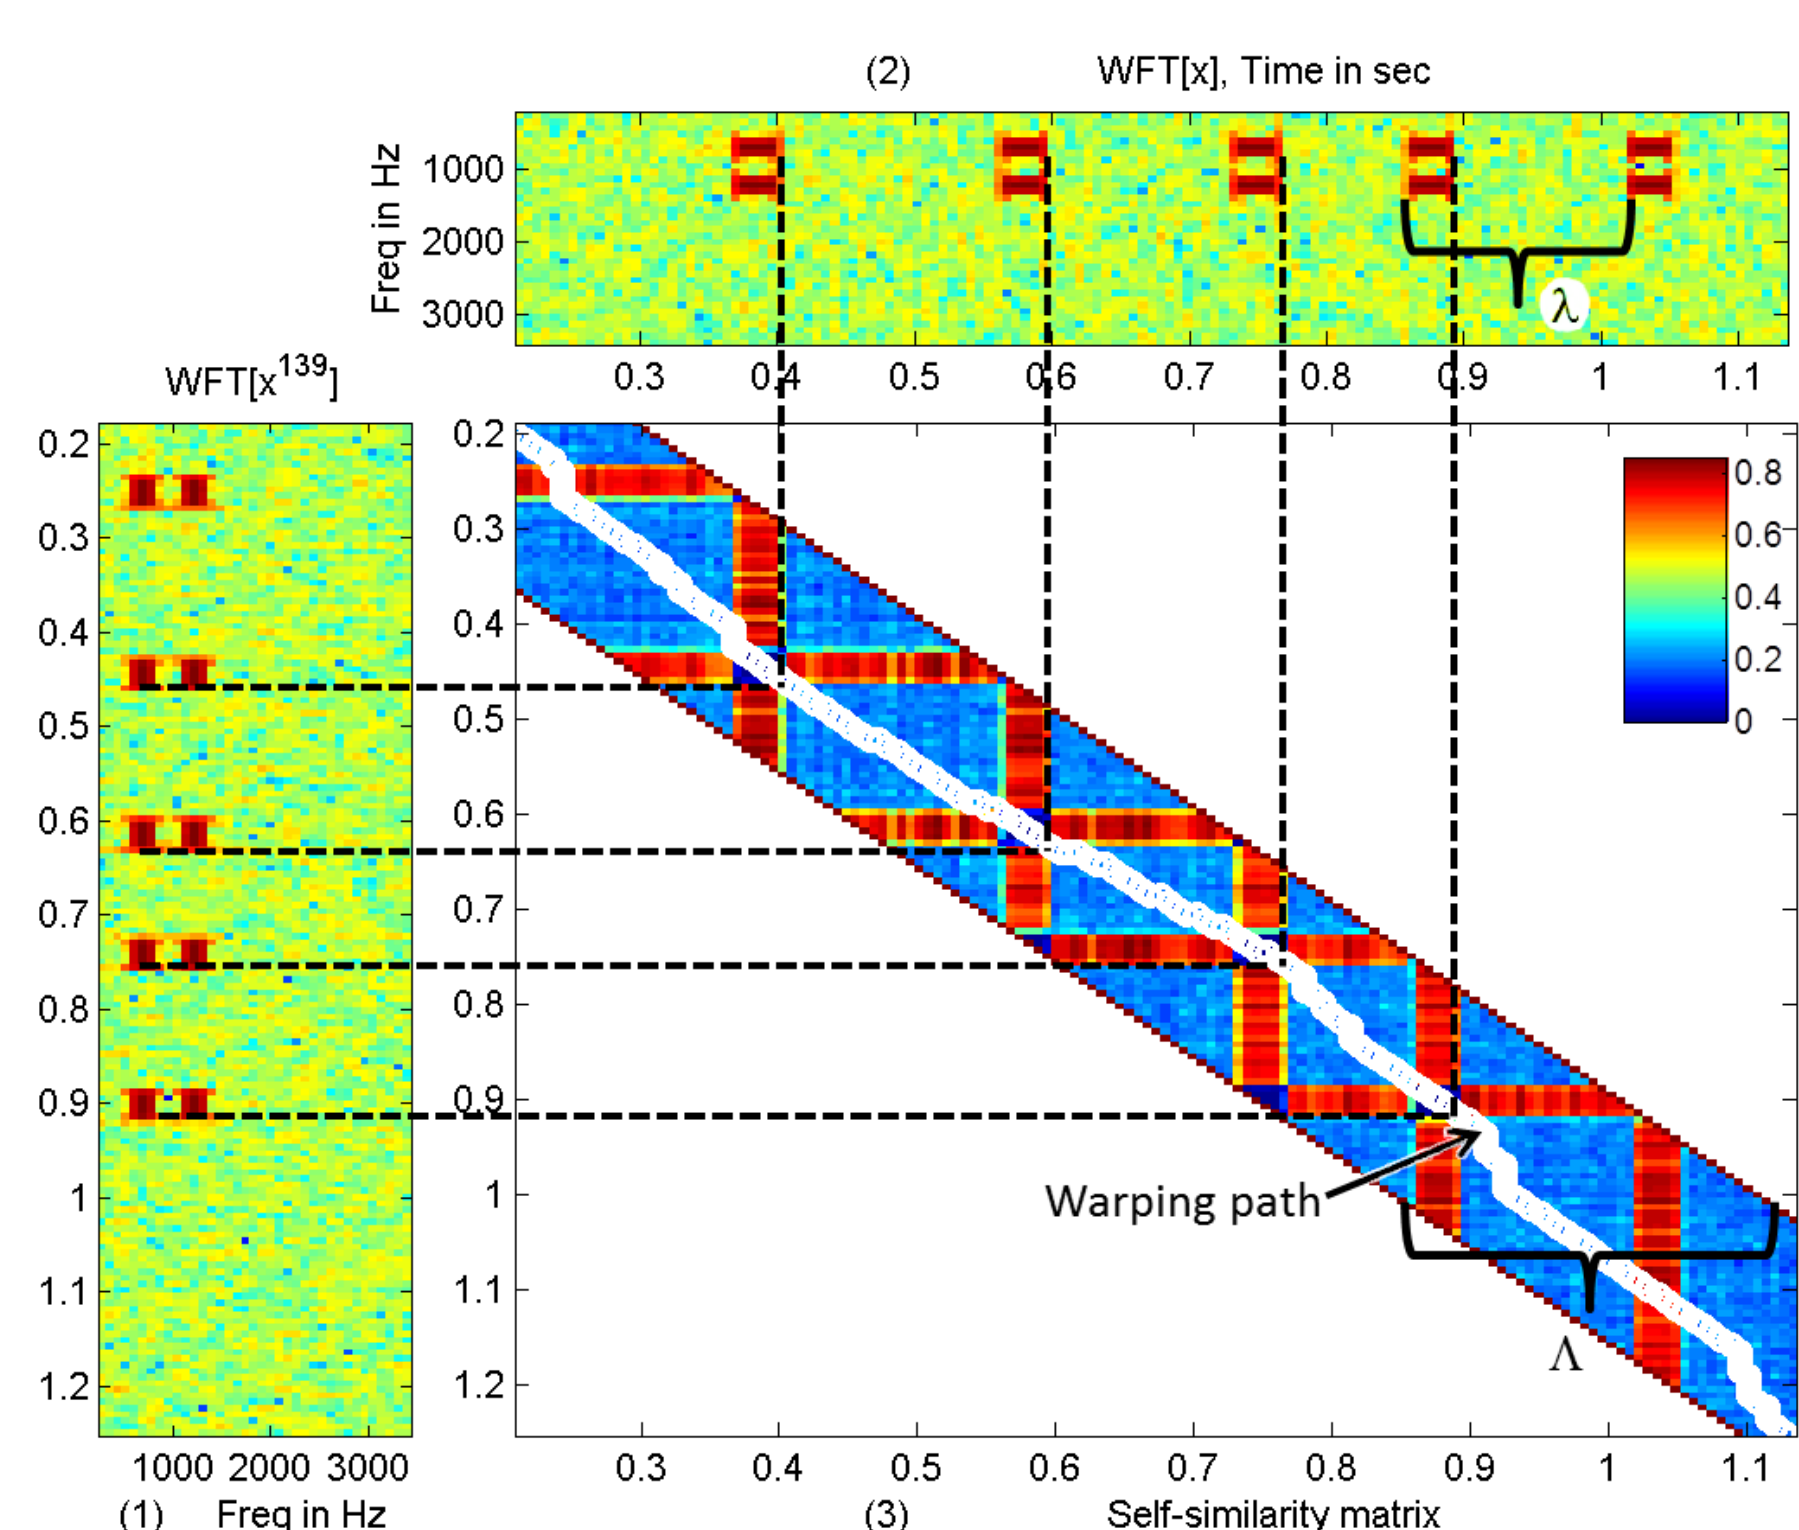 (2) WFT[x], Time in sec
Freq in Hz
1000
2000
3000
λ
0.3 0.4 0.5 0.6 0.7 0.8 0.9 1 1.1
WFT[x^139]
0.2
0.3
0.4
0.5
0.6
0.7
0.8
0.9
1
1.1
1.2
1000 2000 3000
(1) Freq in Hz
0.2
0.3
0.4
0.5
0.6
0.7
0.8
0.9
1
1.1
1.2
0.8
0.6
0.4
0.2
0
Warping path
Λ
0.3 0.4 0.5 0.6 0.7 0.8 0.9 1 1.1
(3) Self-similarity matrix